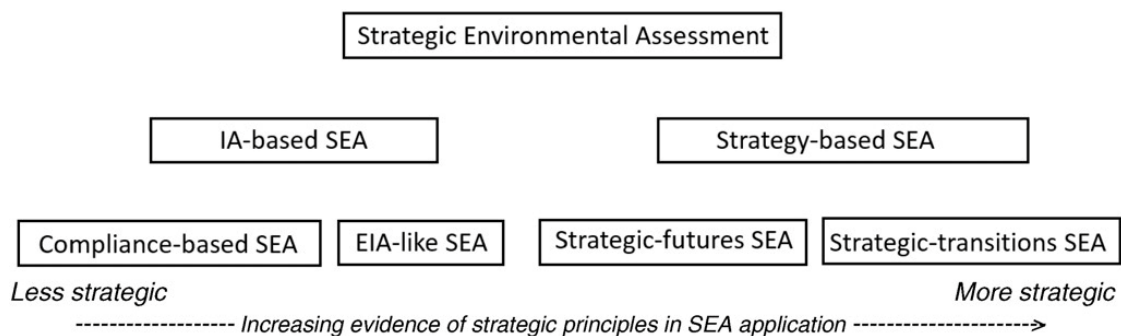 Strategic Environmental Assessment
IA-based SEA
Strategy-based SEA
Compliance-based SEA
EIA-like SEA
Strategic-futures SEA
Strategic-transitions SEA
Less strategic
More strategic
Increasing evidence of strategic principles in SEA application